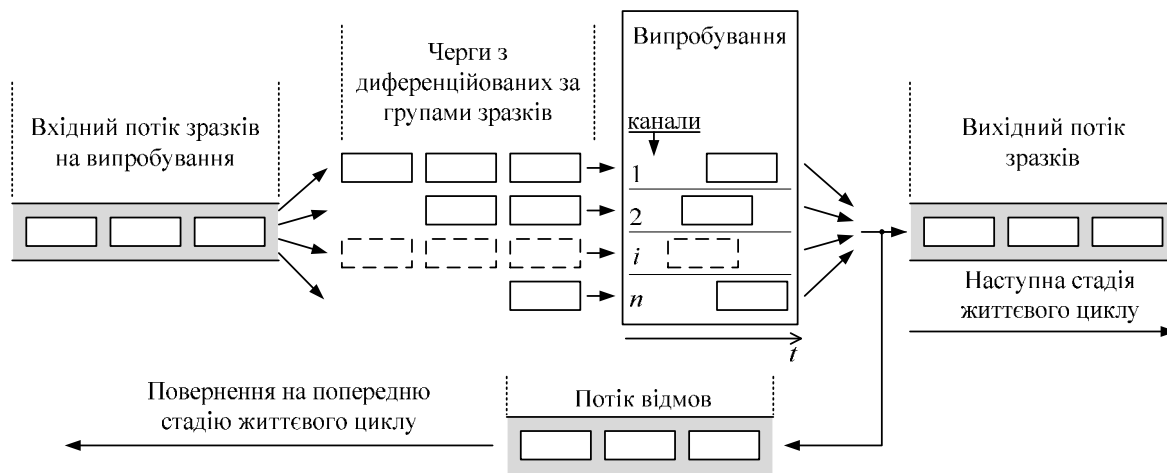 Вхідний потік зразків
на випробування
Черги з
диференційованих за
групами зразків
Випробування
канали
1
2
i
n
t
Вихідний потік
зразків
Наступна стадія
життєвого циклу
Повернення на попередню
стадію життєвого циклу
Потік відмов